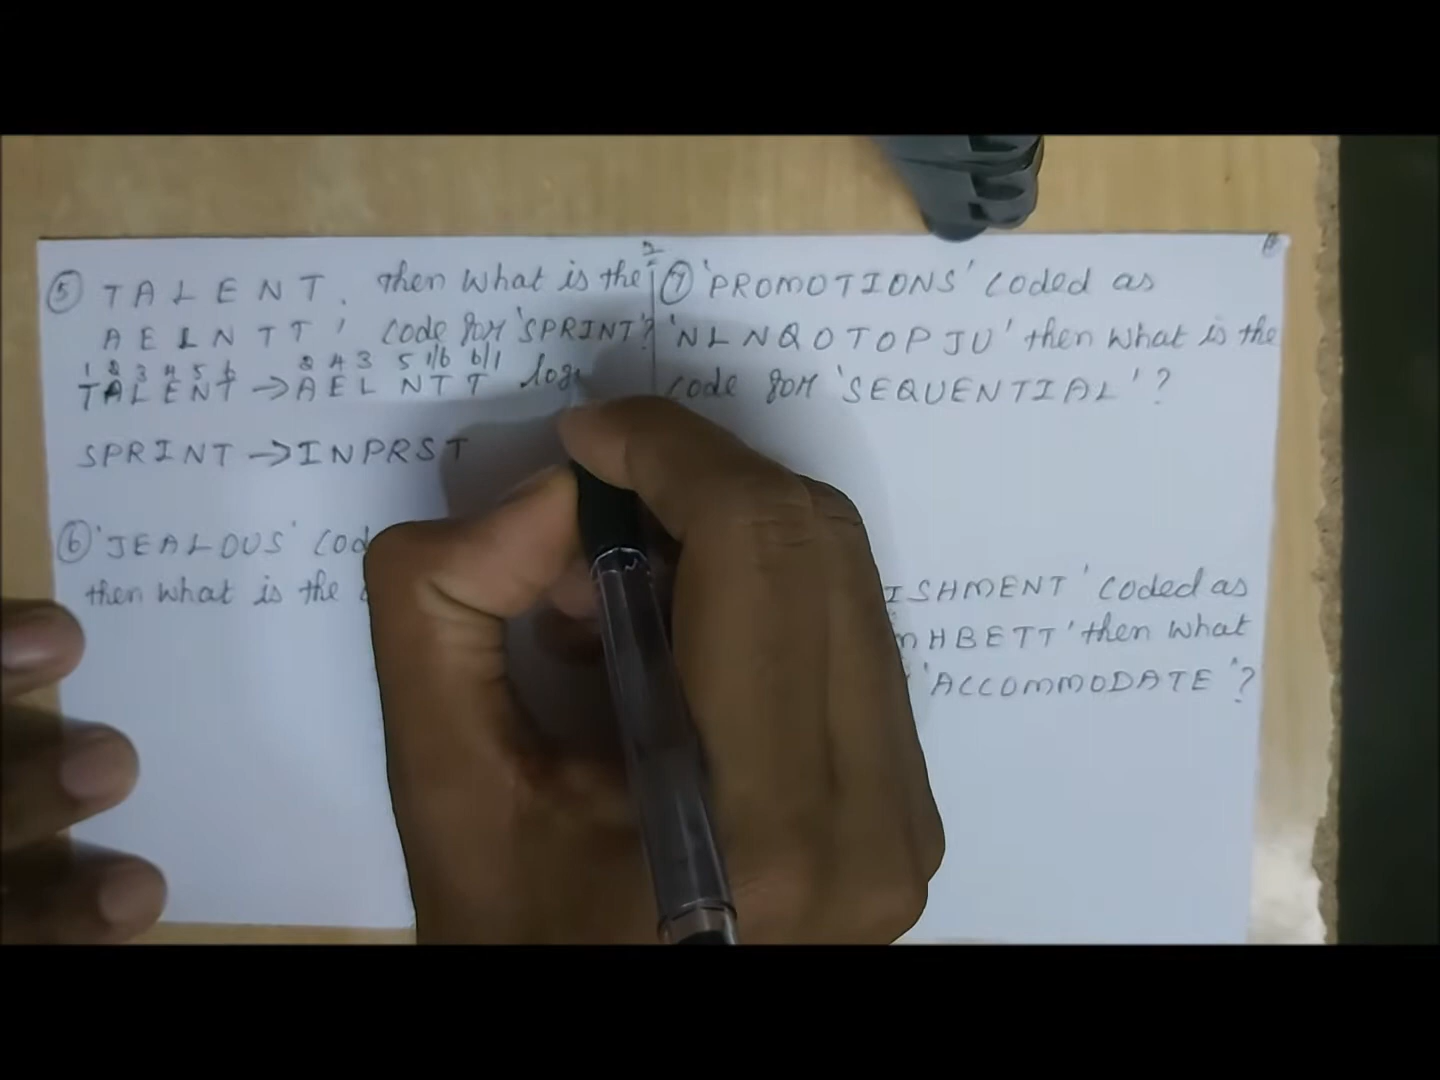 ⑤ TALENT. then what is the
AELNTT' code for 'SPRINT'?
1 2 3 4 5 6 2 4 3 5 1/6 6/1
TALENT → AELNTT
SPRINT → INPRST
⑥ 'JEALOUS'
then what is the
⑦ 'PROMOTIONS' coded as
'NLNQOTOPJU' then what is the
code for 'SEQUENTIAL'?
ISHMENT' coded as
MHBETT' then what
'ACCOMMODATE'?